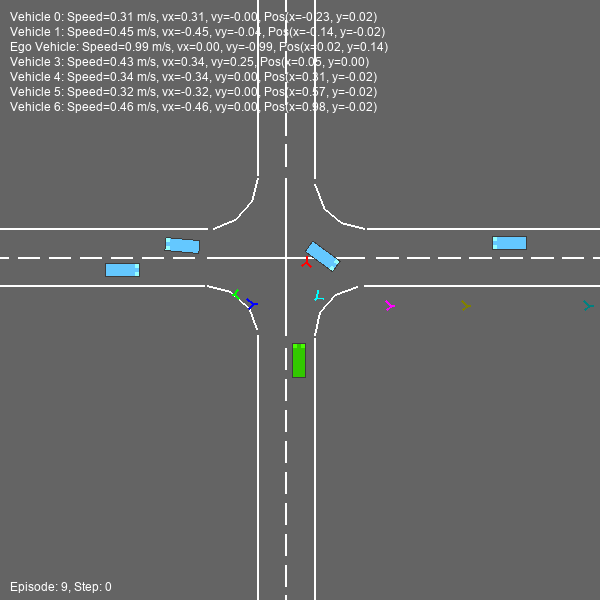 Vehicle 0: Speed=0.31 m/s, vx=0.31, vy=-0.00, Pos(x=-0.23, y=0.02)
Vehicle 1: Speed=0.45 m/s, vx=-0.45, vy=-0.04, Pos(x=-0.14, y=-0.02)
Ego Vehicle: Speed=0.99 m/s, vx=0.00, vy=-0.99, Pos(x=0.02, y=0.14)
Vehicle 3: Speed=0.43 m/s, vx=0.34, vy=0.25, Pos(x=0.05, y=0.00)
Vehicle 4: Speed=0.34 m/s, vx=-0.34, vy=0.00, Pos(x=0.31, y=-0.02)
Vehicle 5: Speed=0.32 m/s, vx=-0.32, vy=0.00, Pos(x=0.57, y=-0.02)
Vehicle 6: Speed=0.46 m/s, vx=-0.46, vy=0.00, Pos(x=0.98, y=-0.02)
Episode: 9, Step: 0